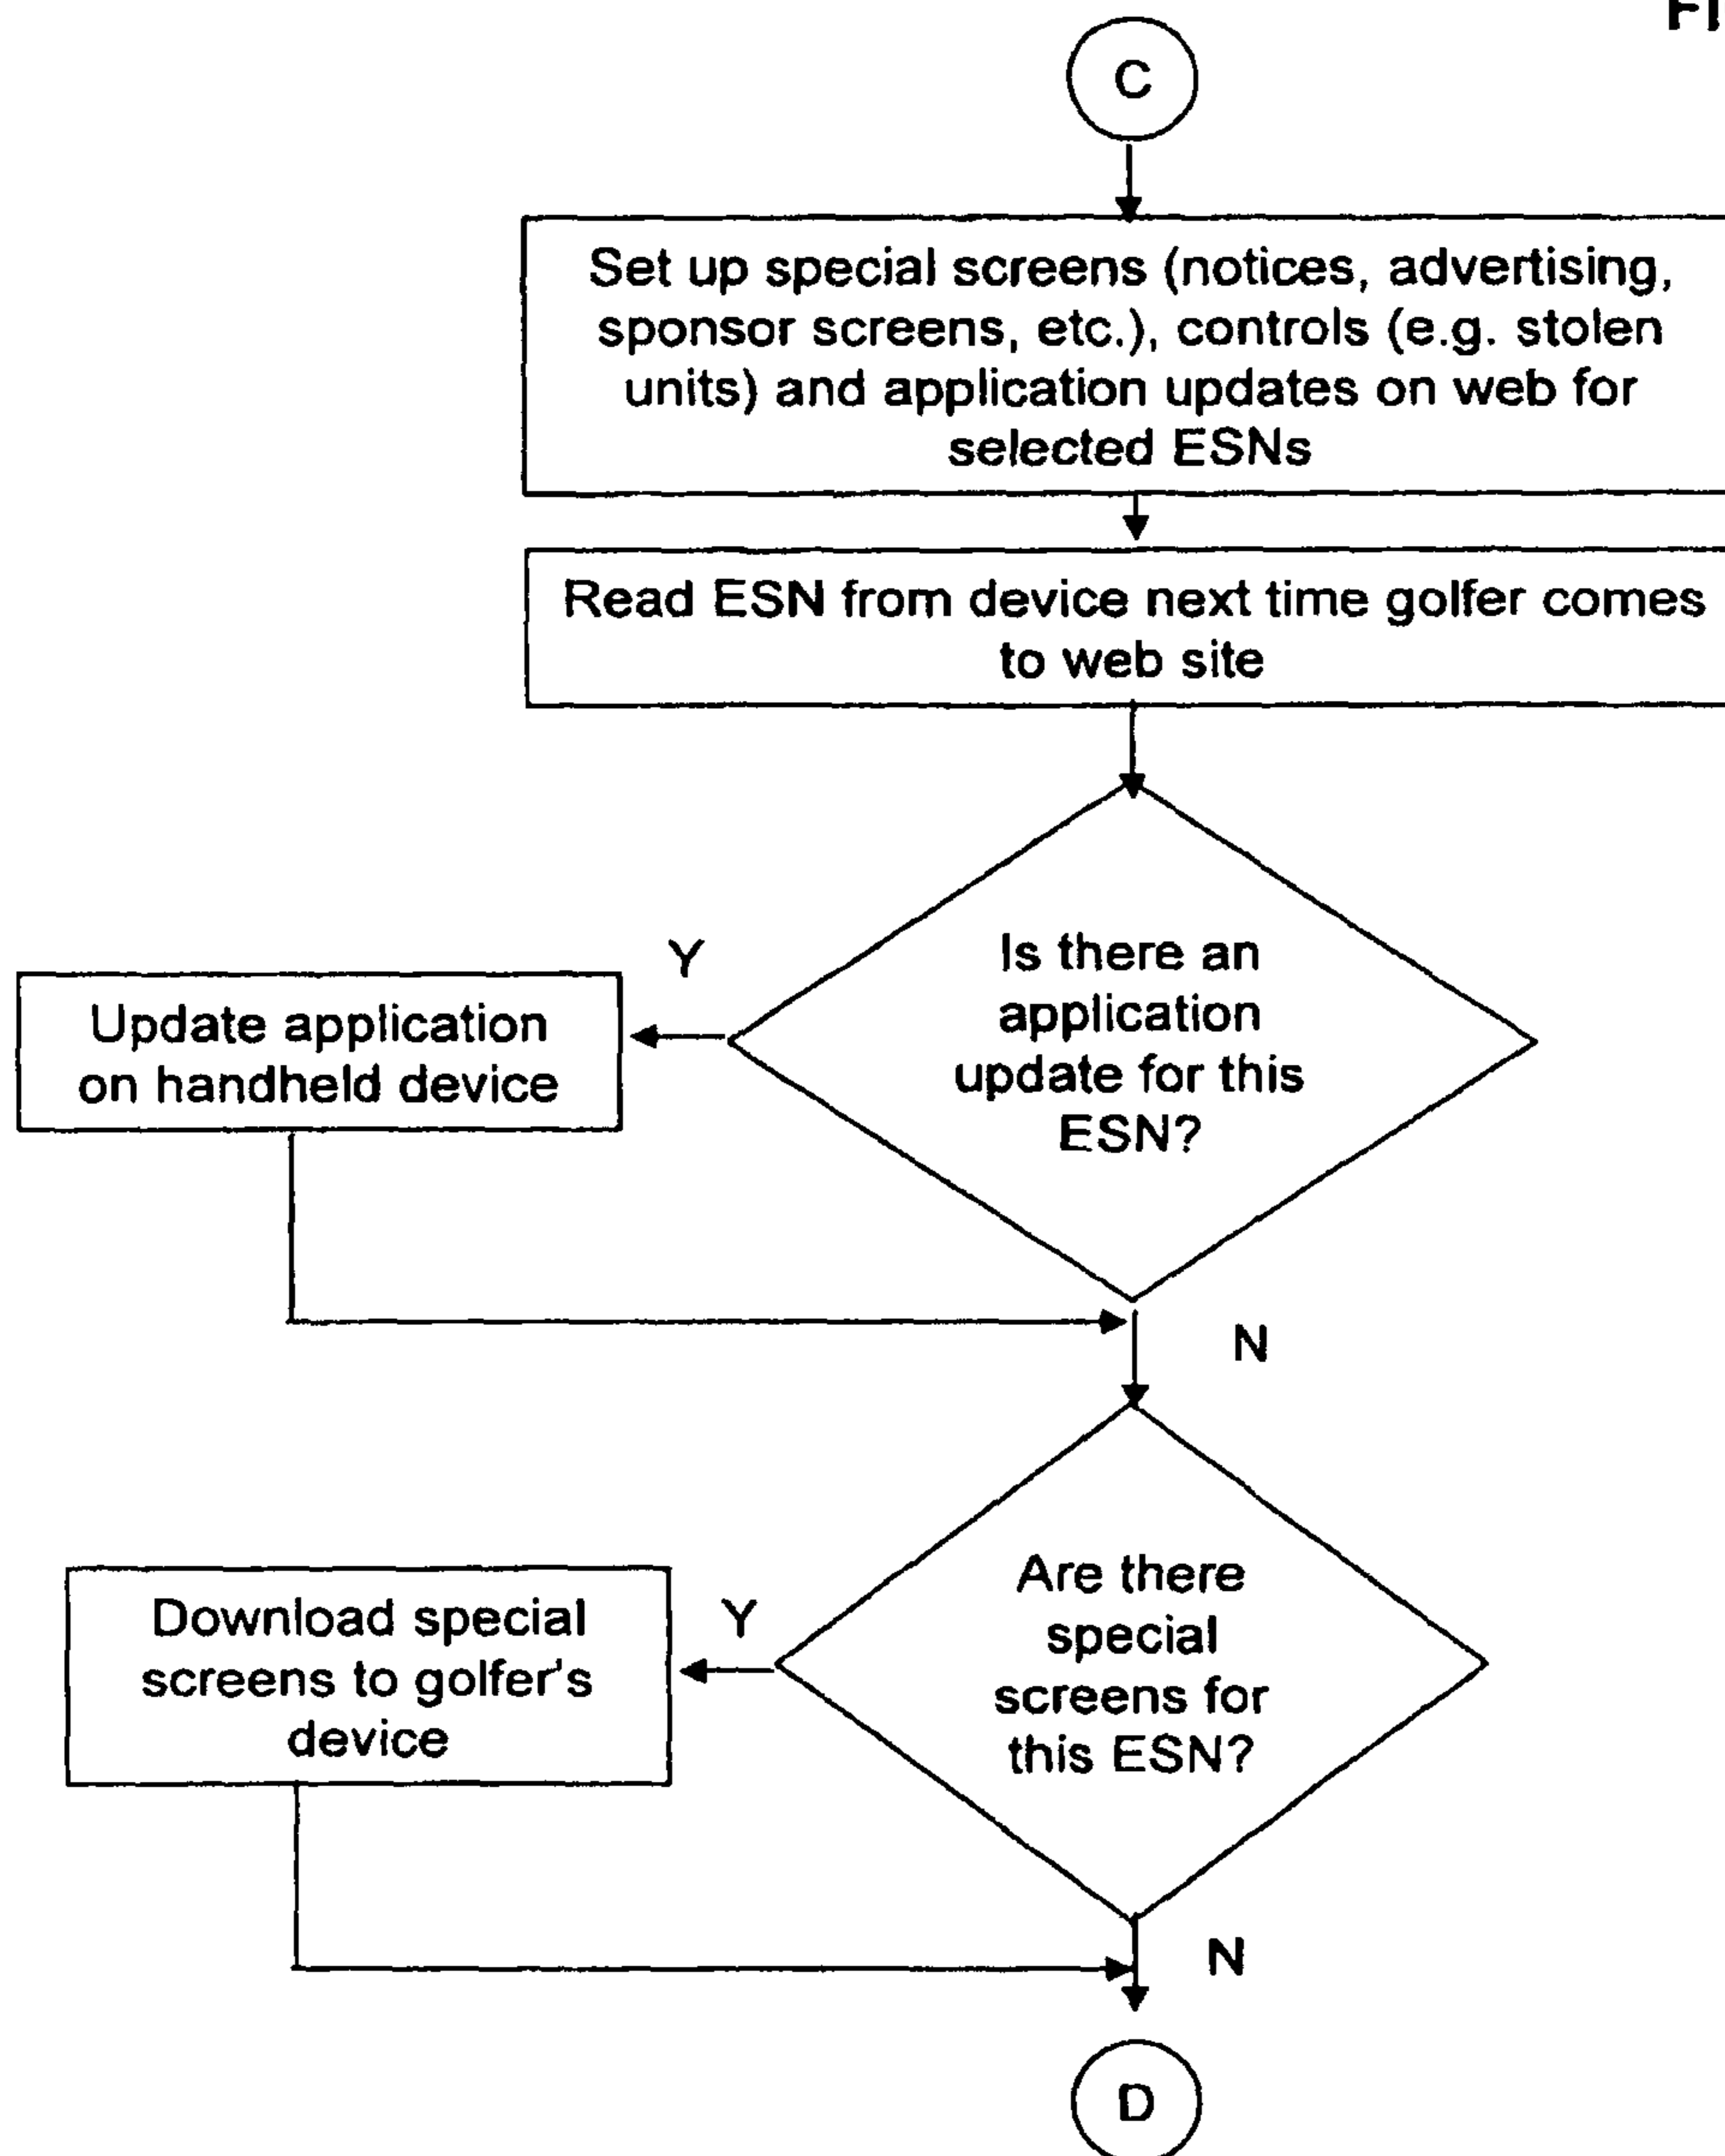 C
Set up special screens (notices, advertising,
sponsor screens, etc.), controls (e.g. stolen
units) and application updates on web for
selected ESNs
Read ESN from device next time golfer comes
to web site
Is there an
application
update for this
ESN?
Y
Update application
on handheld device
N
Are there
special
screens for
this ESN?
Y
Download special
screens to golfer's
device
N
D